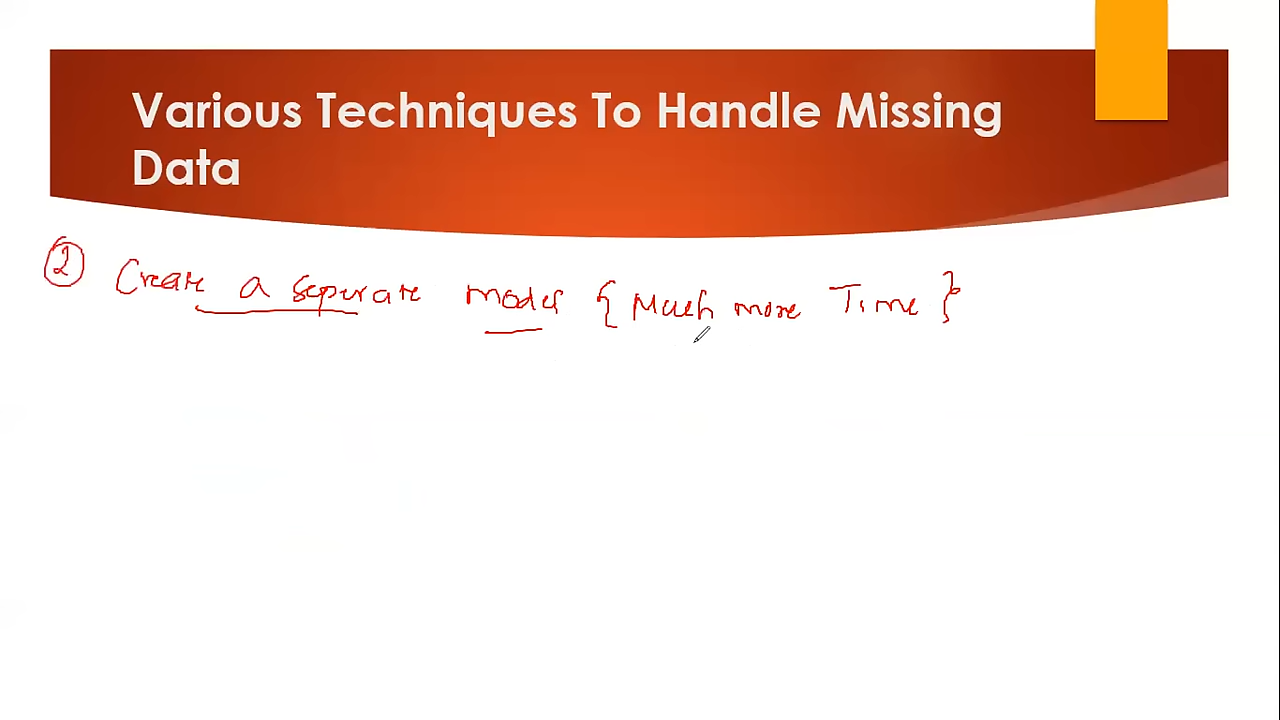 Various Techniques To Handle Missing
Data
2 Create a separate model { Much more Time }